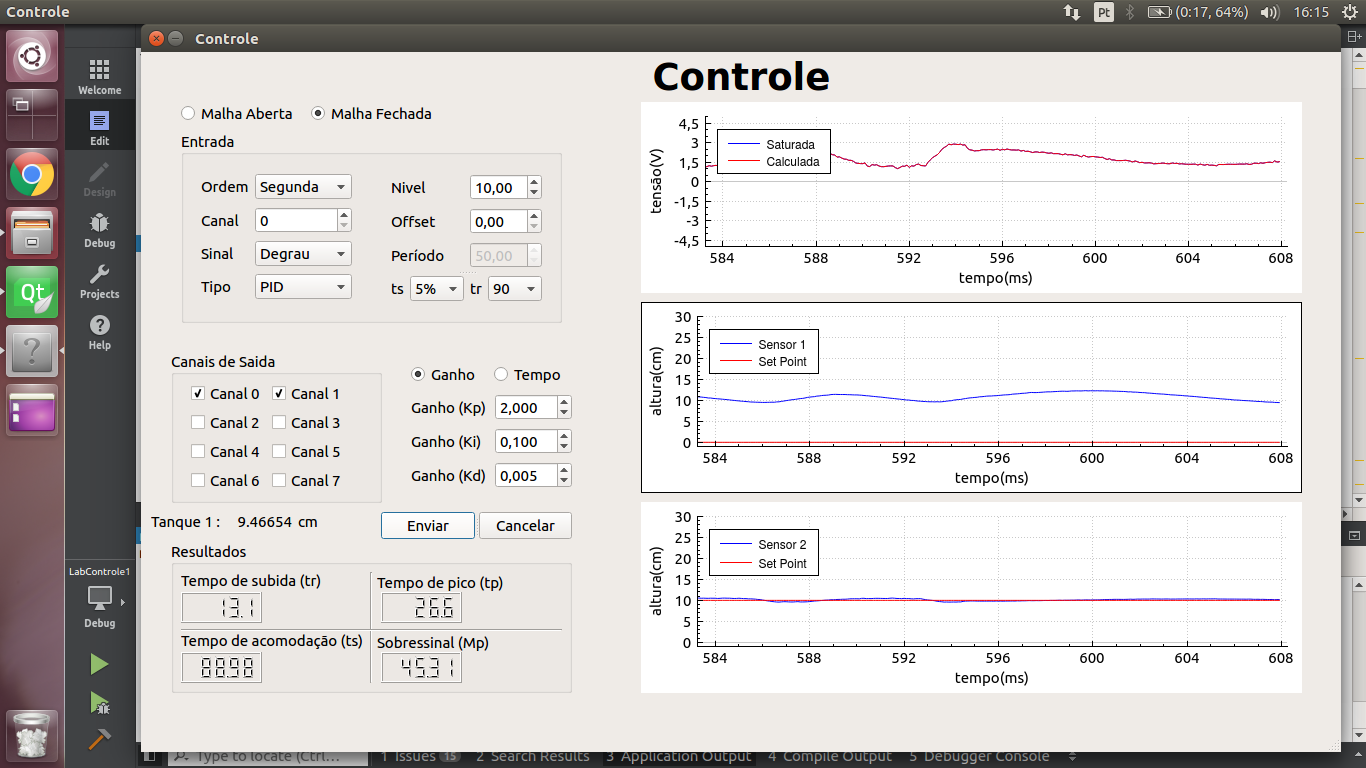 Controle
Pt
(0:17, 64%)
16:15
Controle
Welcome
Edit
Design
Debug
Projects
Help
LabControle1
Debug
Malha Aberta Malha Fechada
Entrada
Ordem Segunda Nivel 10,00
Canal 0 Offset 0,00
Sinal Degrau Período 50,00
Tipo PID ts 5% tr 90
Canais de Saida
Canal 0 Canal 1
Canal 2 Canal 3
Canal 4 Canal 5
Canal 6 Canal 7
Ganho Tempo
Ganho (Kp) 2,000
Ganho (Ki) 0,100
Ganho (Kd) 0,005
Tanque 1 : 9.46654 cm
Enviar Cancelar
Resultados
Tempo de subida (tr) Tempo de pico (tp)
13.1 26.6
Tempo de acomodação (ts) Sobressinal (Mp)
88.98 45.31
Controle
tensão(V)
4,5
3
1,5
0
-1,5
-3
-4,5
Saturada
Calculada
584 588 592 596 600 604 608
tempo(ms)
altura(cm)
30
25
20
15
10
5
0
Sensor 1
Set Point
584 588 592 596 600 604 608
tempo(ms)
altura(cm)
30
25
20
15
10
5
0
Sensor 2
Set Point
584 588 592 596 600 604 608
tempo(ms)
Type to locate (Ctrl...
1 Issues 15 2 Search Results 3 Application Output 4 Compile Output 5 Debugger Console